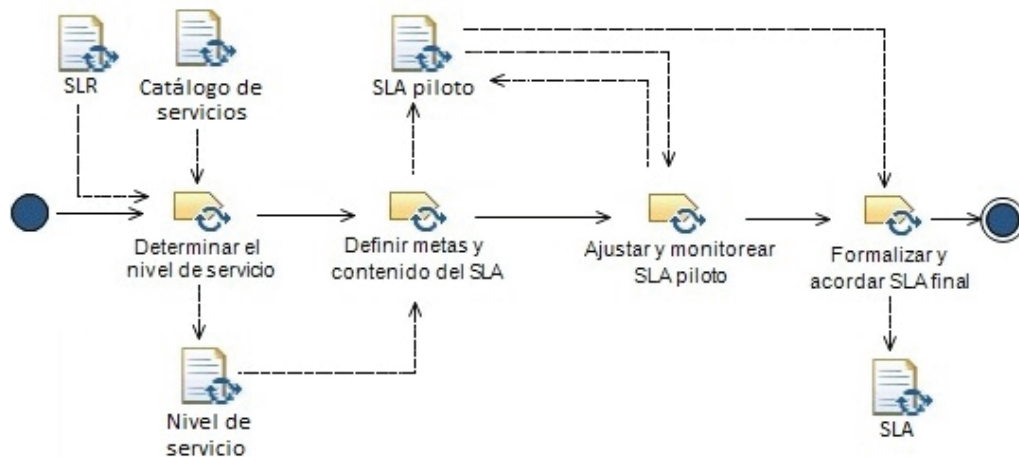 SLR
Catálogo de
servicios
SLA piloto
Determinar el
nivel de servicio
Definir metas y
contenido del SLA
Ajustar y monitorear
SLA piloto
Formalizar y
acordar SLA final
Nivel de
servicio
SLA